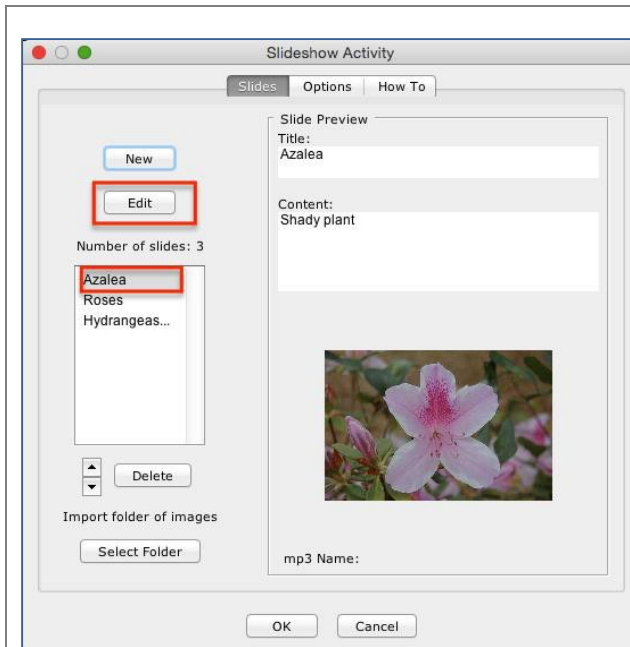 Slideshow Activity
Slides Options How To
New
Edit
Number of slides: 3
Azalea
Roses
Hydrangeas...
Delete
Import folder of images
Select Folder
Slide Preview
Title:
Azalea
Content:
Shady plant
mp3 Name:
OK Cancel